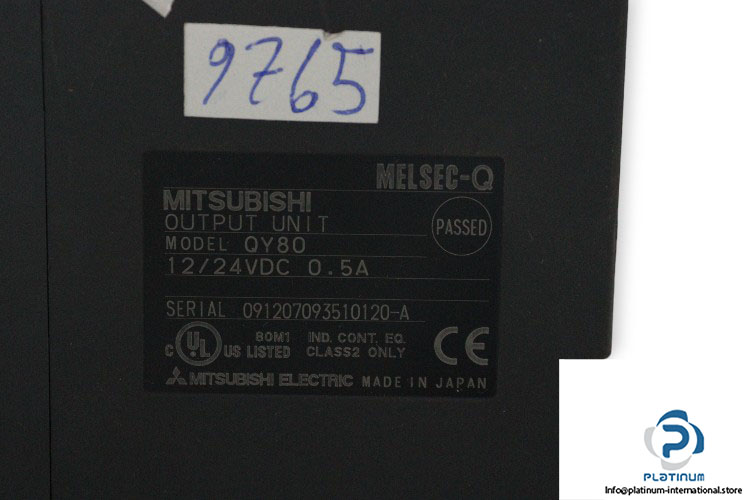 9765
MELSEC-Q
MITSUBISHI
OUTPUT UNIT
PASSED
MODEL QY80
12/24VDC 0.5A
SERIAL 091207093510120-A
C UL US LISTED
80M1 IND. CONT. EQ.
CLASS2 ONLY
CE
MITSUBISHI ELECTRIC MADE IN JAPAN
PLATINUM
Info@platinum-international.store